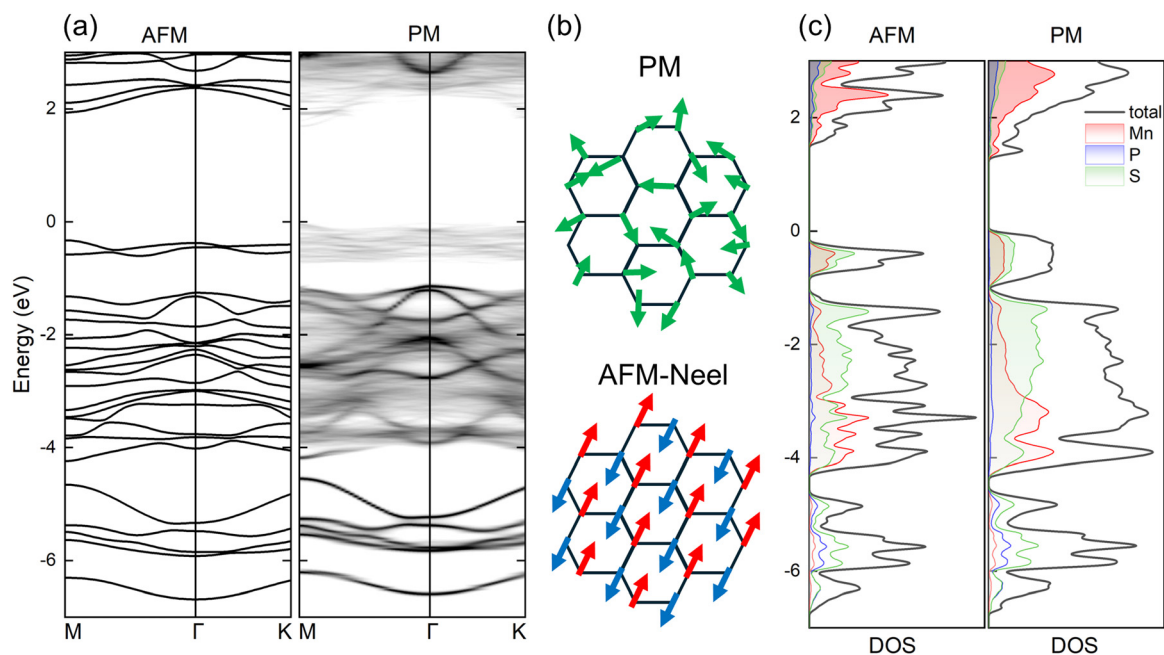 (a)
AFM
PM
Energy (eV)
2
0
-2
-4
-6
M
Γ
K
M
Γ
K
(b)
PM
AFM-Neel
(c)
AFM
PM
2
0
-2
-4
-6
total
Mn
P
S
DOS
DOS